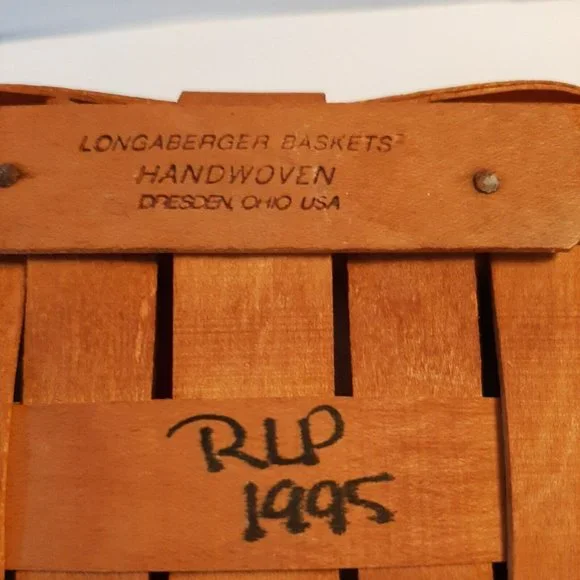 LONGABERGER BASKETS
HANDWOVEN
DRESDEN, OHIO USA
RLP
1995